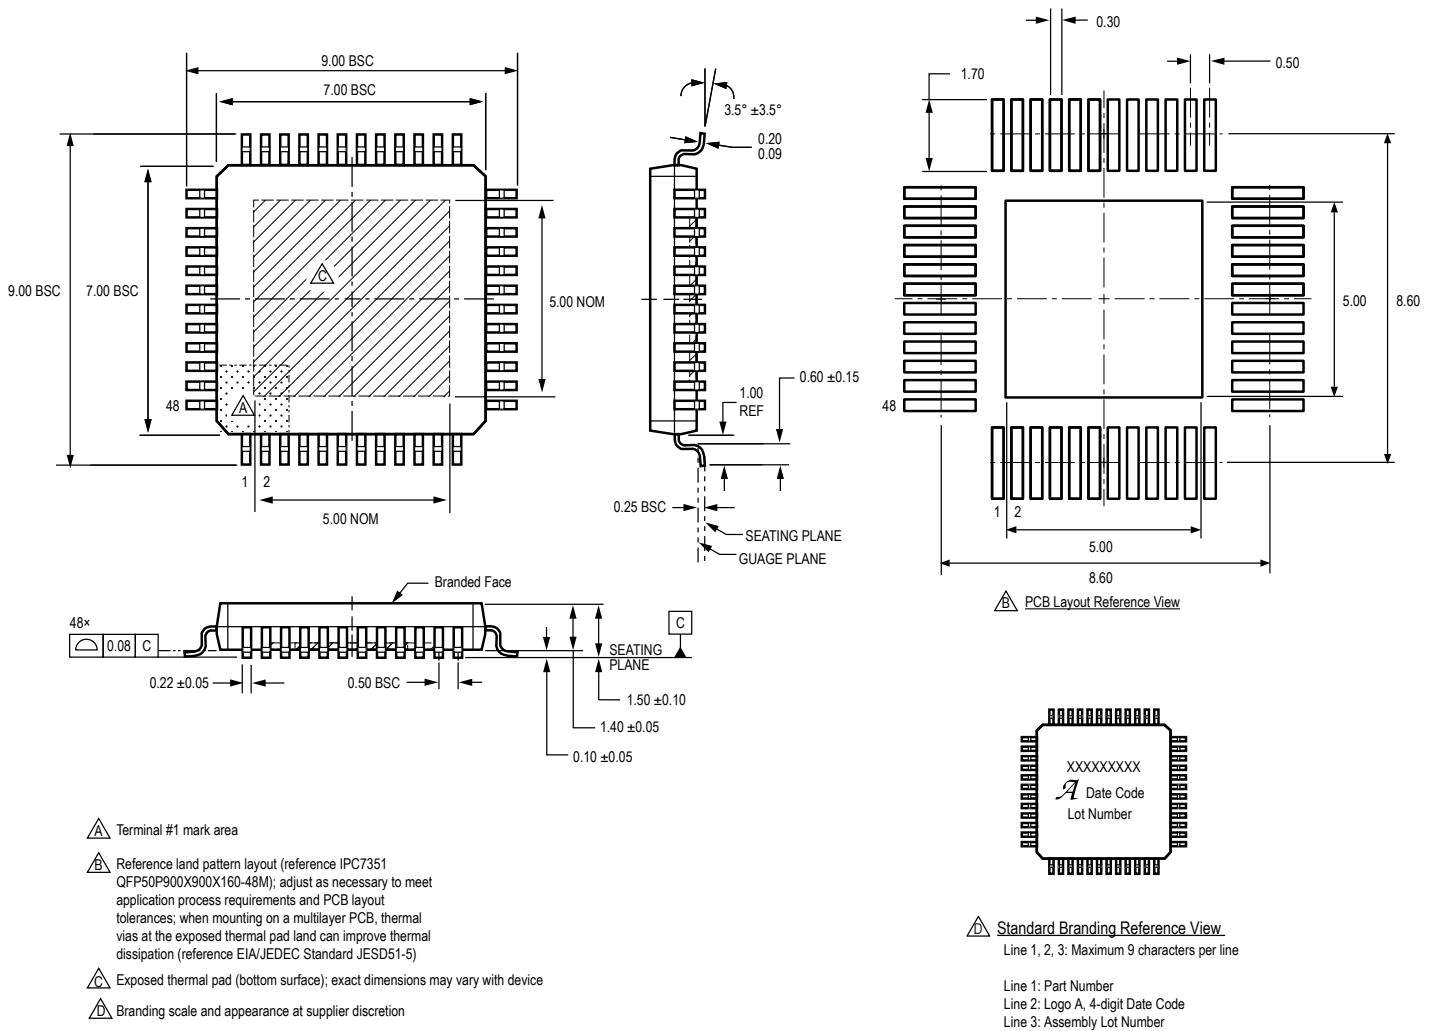 9.00 BSC
7.00 BSC
9.00 BSC
7.00 BSC
C
5.00 NOM
A
48
1 2
5.00 NOM
3.5° ±3.5°
0.20
0.09
0.60 ±0.15
1.00
REF
0.25 BSC
SEATING PLANE
GUAGE PLANE
0.30
0.50
1.70
5.00
8.60
48
1 2
5.00
8.60
B PCB Layout Reference View
Branded Face
48×
0.08 C
C
SEATING
PLANE
0.22 ±0.05
0.50 BSC
1.50 ±0.10
1.40 ±0.05
0.10 ±0.05
XXXXXXXXX
A Date Code
Lot Number
A Terminal #1 mark area
B Reference land pattern layout (reference IPC7351
QFP50P900X900X160-48M); adjust as necessary to meet
application process requirements and PCB layout
tolerances; when mounting on a multilayer PCB, thermal
vias at the exposed thermal pad land can improve thermal
dissipation (reference EIA/JEDEC Standard JESD51-5)
C Exposed thermal pad (bottom surface); exact dimensions may vary with device
D Branding scale and appearance at supplier discretion
D Standard Branding Reference View
Line 1, 2, 3: Maximum 9 characters per line
Line 1: Part Number
Line 2: Logo A, 4-digit Date Code
Line 3: Assembly Lot Number